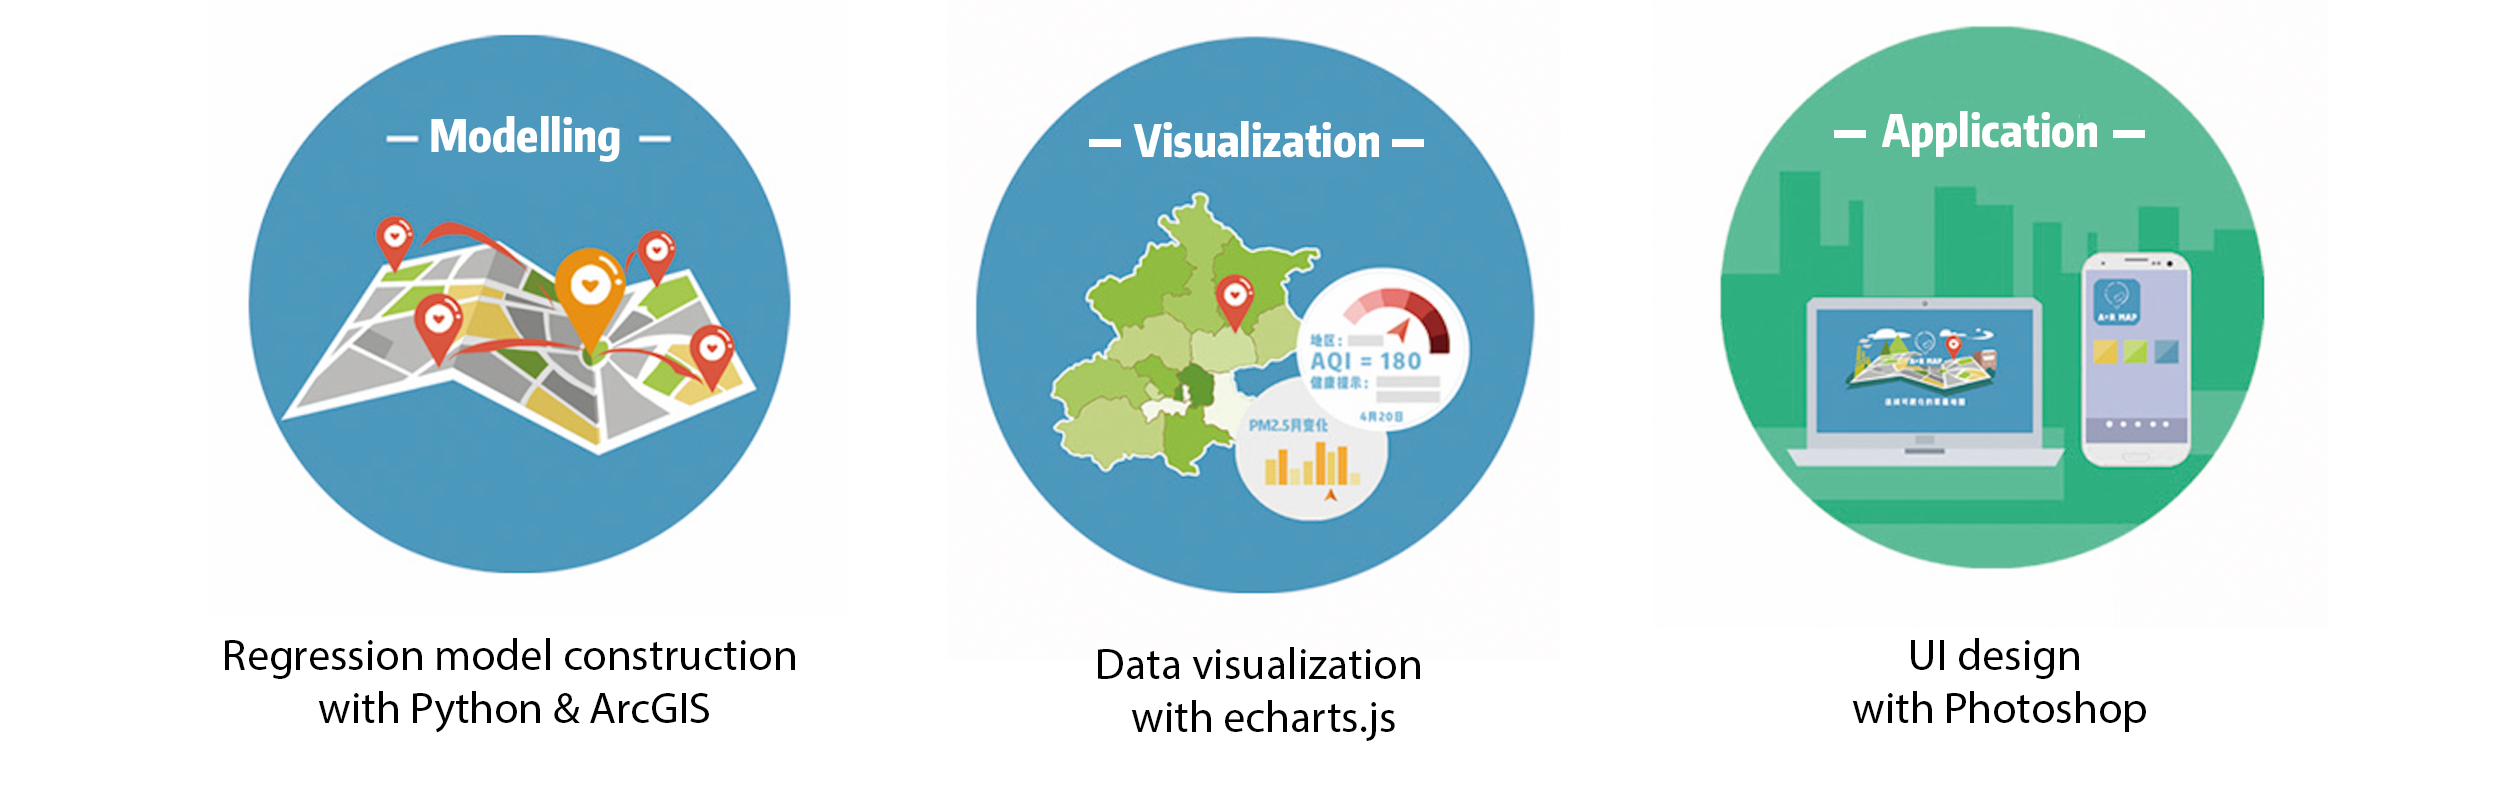 Modelling
Regression model construction
with Python & ArcGIS
Visualization
地区：
AQI = 180
健康提示：
4月20日
PM2.5月变化
Data visualization
with echarts.js
Application
A+R MAP
A+R MAP
UI design
with Photoshop